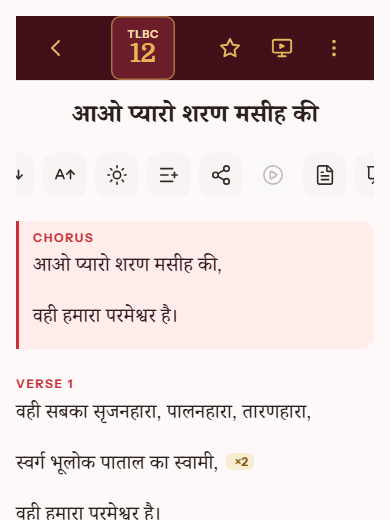 TLBC
12
आओ प्यारो शरण मसीह की
A↑
CHORUS
आओ प्यारो शरण मसीह की,
वही हमारा परमेश्वर है।
VERSE 1
वही सबका सृजनहारा, पालनहारा, तारणहारा,
स्वर्ग भूलोक पाताल का स्वामी, ×2
वही हमारा परमेश्वर है।